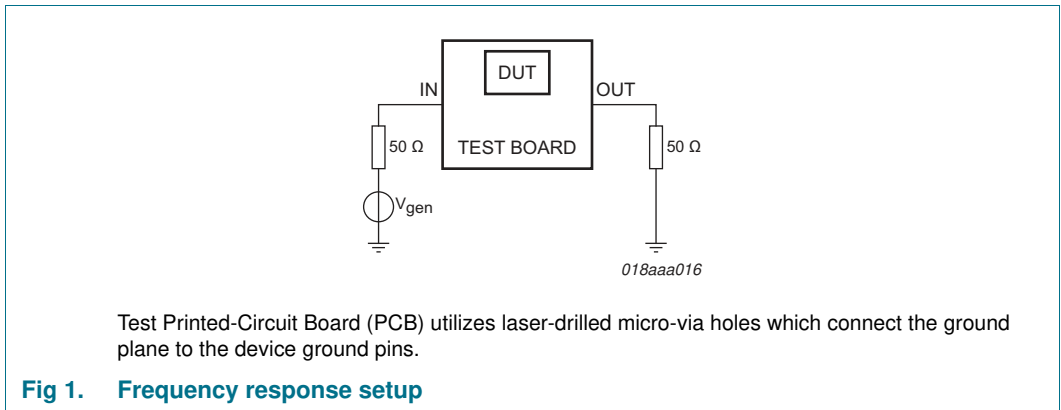 DUT
IN
OUT
50 Ω
TEST BOARD
50 Ω
Vgen
018aaa016
Test Printed-Circuit Board (PCB) utilizes laser-drilled micro-via holes which connect the ground
plane to the device ground pins.
Fig 1. Frequency response setup